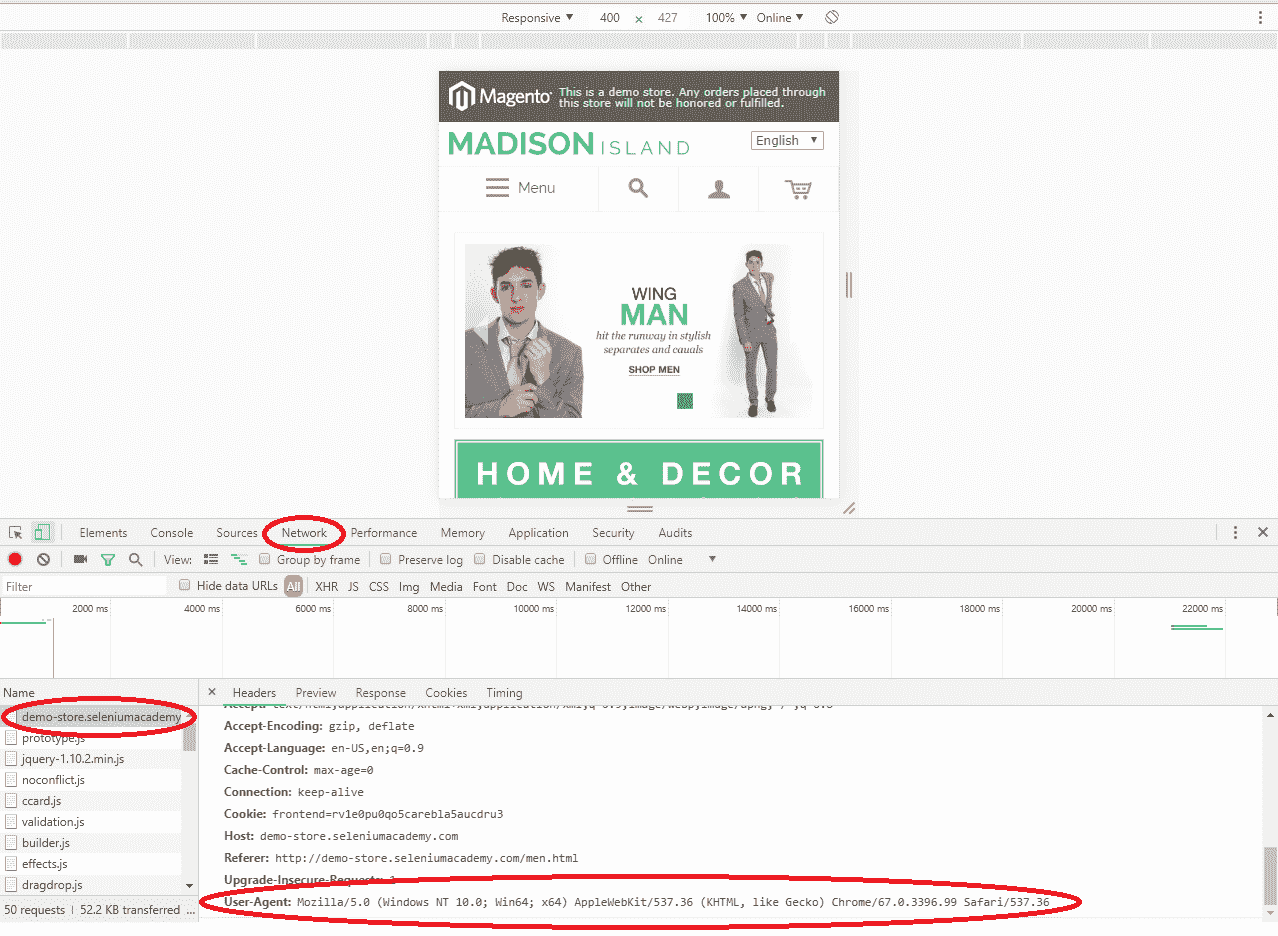 Responsive ▼ 400 × 427 100% ▼ Online ▼
Magento
This is a demo store. Any orders placed through
this store will not be honored or fulfilled.
MADISON ISLAND
English ▼
Menu
WING
MAN
hit the runway in stylish
separates and cauals
SHOP MEN
HOME & DECOR
Elements Console Sources Network Performance Memory Application Security Audits
View: Group by frame Preserve log Disable cache Offline Online ▼
Filter Hide data URLs All XHR JS CSS Img Media Font Doc WS Manifest Other
2000 ms 4000 ms 6000 ms 8000 ms 10000 ms 12000 ms 14000 ms 16000 ms 18000 ms 20000 ms 22000 ms
Name
× Headers Preview Response Cookies Timing
demo-store.seleniumacademy
prototype.js
jquery-1.10.2.min.js
noconflict.js
ccard.js
validation.js
builder.js
effects.js
dragdrop.js
50 requests | 52.2 KB transferred ...
Accept-Encoding: gzip, deflate
Accept-Language: en-US,en;q=0.9
Cache-Control: max-age=0
Connection: keep-alive
Cookie: frontend=rv1e0pu0qo5carebla5aucdru3
Host: demo-store.seleniumacademy.com
Referer: http://demo-store.seleniumacademy.com/men.html
Upgrade-Insecure-Requests: 1
User-Agent: Mozilla/5.0 (Windows NT 10.0; Win64; x64) AppleWebKit/537.36 (KHTML, like Gecko) Chrome/67.0.3396.99 Safari/537.36